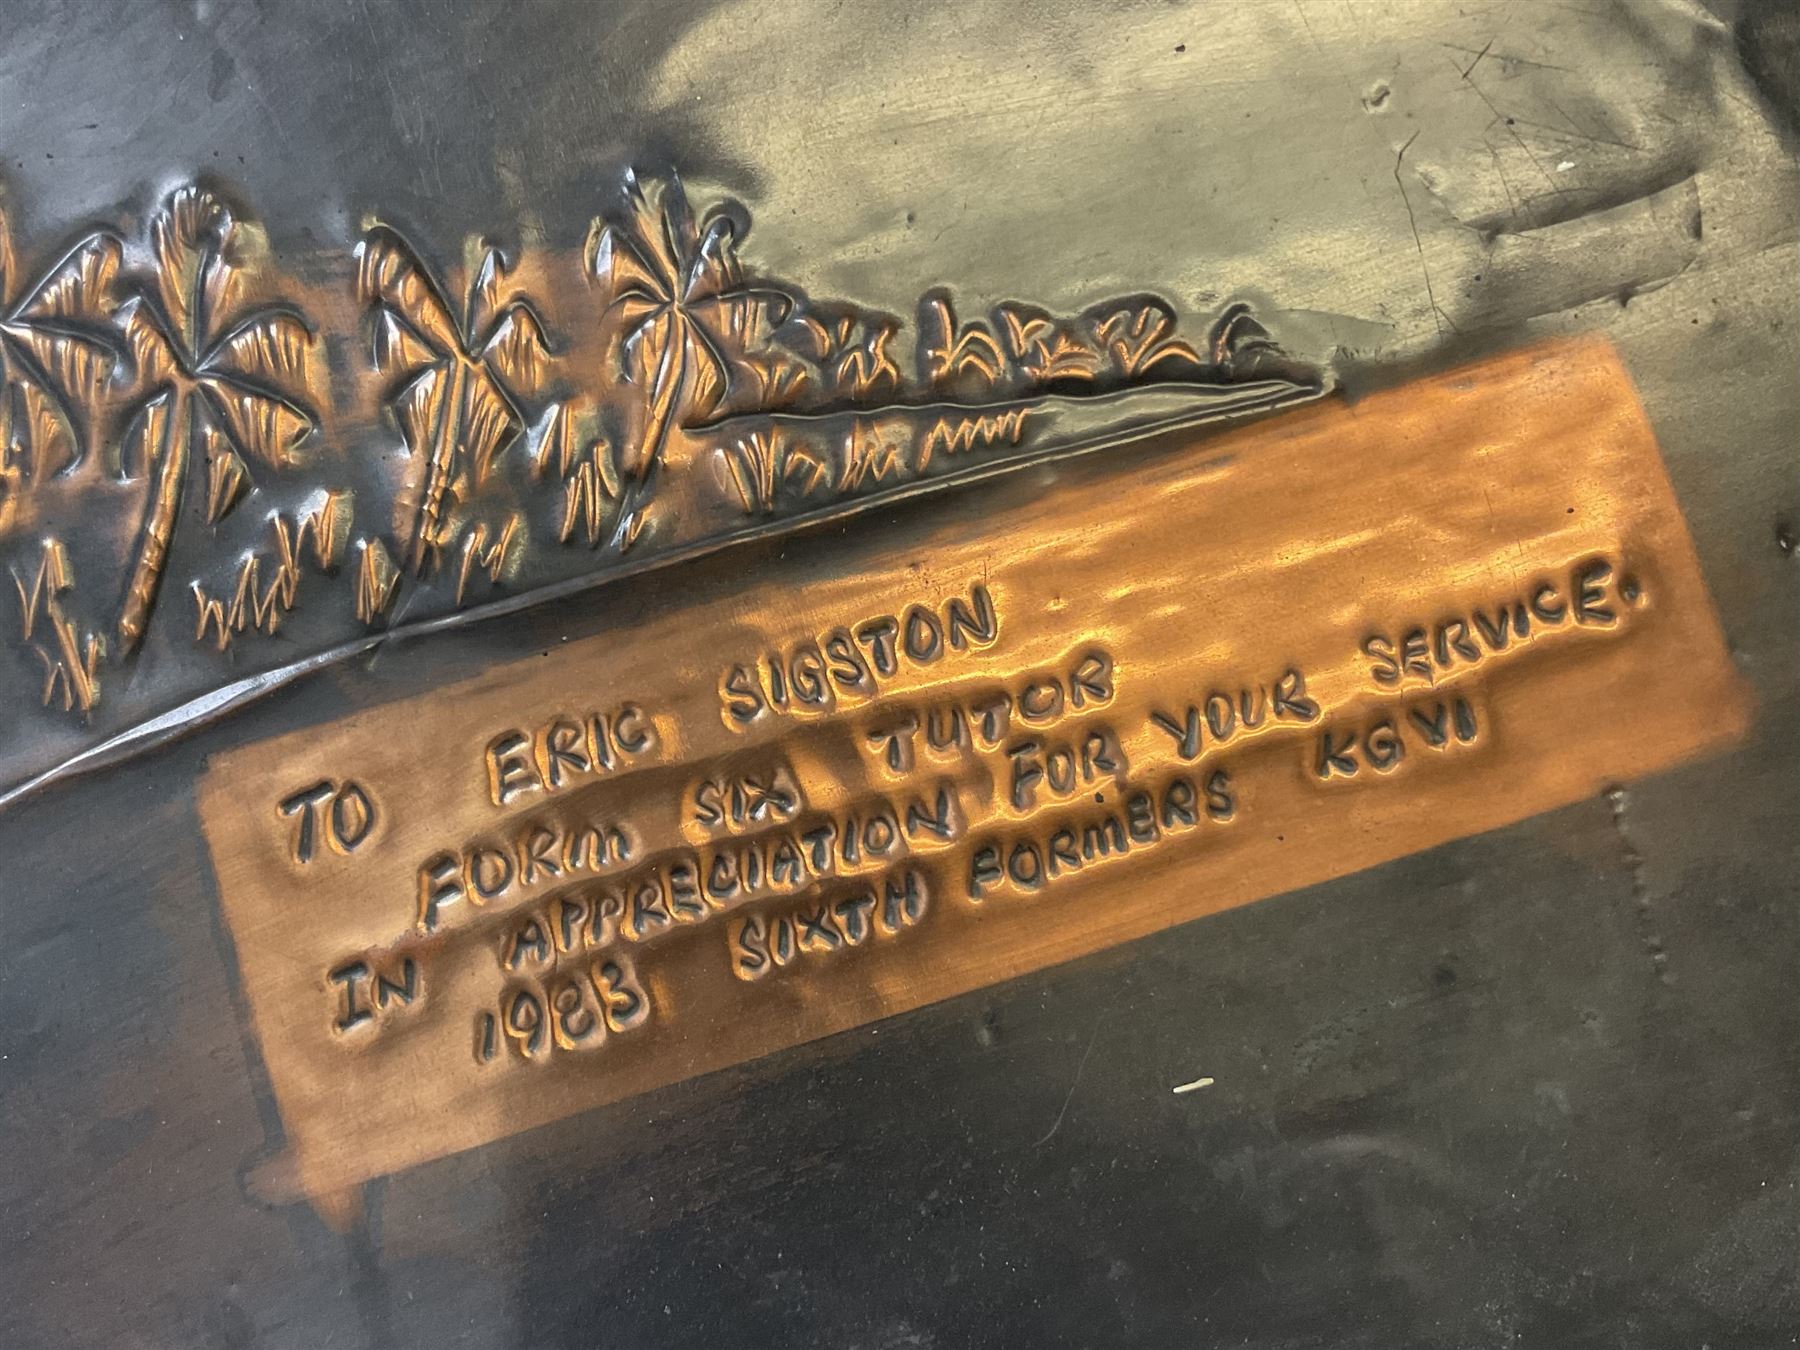 TO ERIC SIGSTON
FORM SIX TUTOR
IN APPRECIATION FOR YOUR SERVICE.
1983 SIXTH FORMERS KGVI